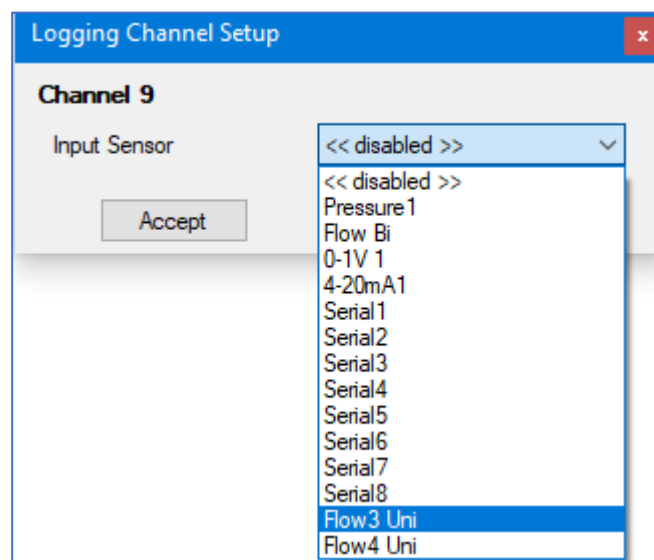 Logging Channel Setup
x
Channel 9
Input Sensor
<< disabled >>
<< disabled >>
Pressure1
Accept
Flow Bi
0-1V 1
4-20mA1
Serial1
Serial2
Serial3
Serial4
Serial5
Serial6
Serial7
Serial8
Flow3 Uni
Flow4 Uni